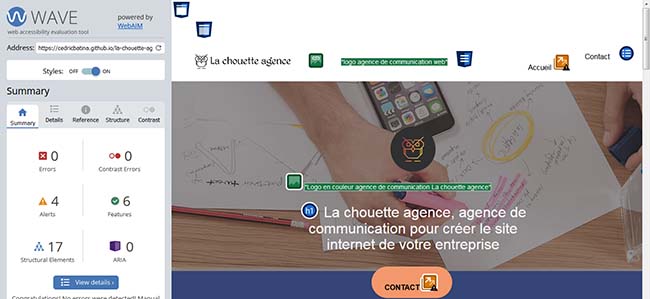 WAVE
web accessibility evaluation tool
powered by
WebAIM
Address: https://cedricbatina.github.io/la-chouette-ag
Styles: OFF ON
Summary
Summary Details Reference Structure Contrast
0
Errors
0
Contrast Errors
4
Alerts
6
Features
17
Structural Elements
0
ARIA
View details ›
Congratulations! No errors were detected! Manual
La chouette agence
"logo agence de communication web"
Accueil
Contact
"Logo en couleur agence de communication La chouette agence"
h1 La chouette agence, agence de
communication pour créer le site
internet de votre entreprise
CONTACT